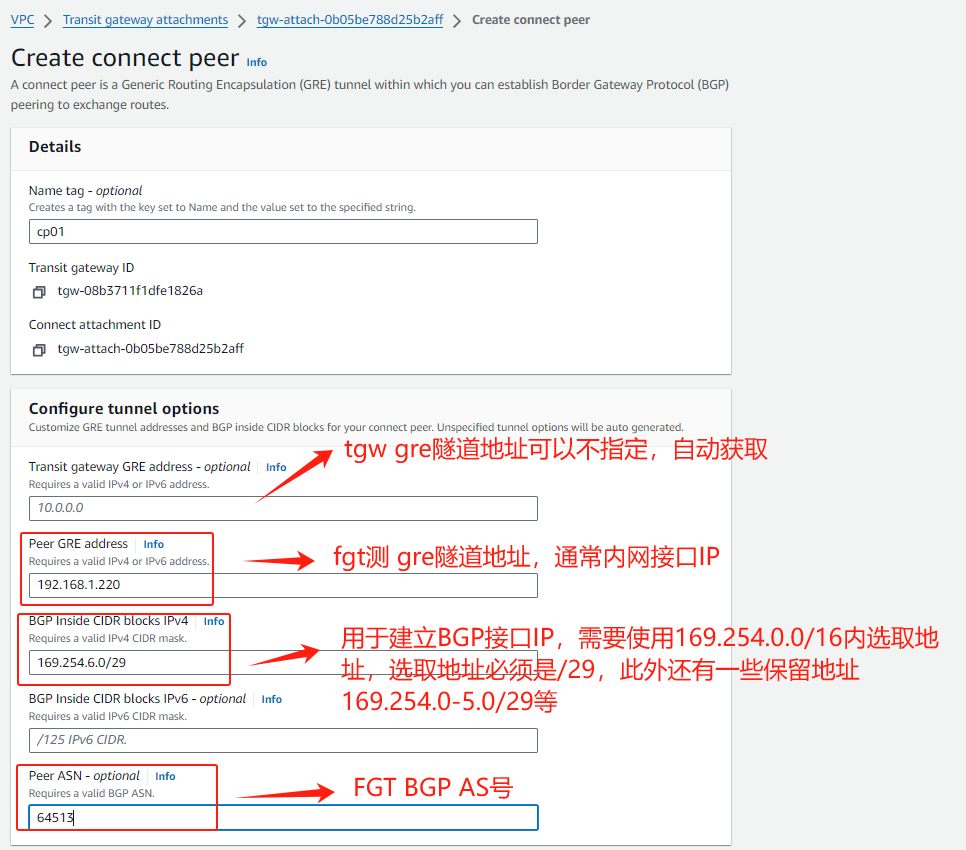 VPC > Transit gateway attachments > tgw-attach-0b05be788d25b2aff > Create connect peer
Create connect peer Info
A connect peer is a Generic Routing Encapsulation (GRE) tunnel within which you can establish Border Gateway Protocol (BGP)
peering to exchange routes.
Details
Name tag - optional
Creates a tag with the key set to Name and the value set to the specified string.
cp01
Transit gateway ID
tgw-08b3711f1dfe1826a
Connect attachment ID
tgw-attach-0b05be788d25b2aff
Configure tunnel options
Customize GRE tunnel addresses and BGP inside CIDR blocks for your connect peer. Unspecified tunnel options will be auto generated.
tgw gre隧道地址可以不指定，自动获取
Transit gateway GRE address - optional Info
Requires a valid IPv4 or IPv6 address.
10.0.0.0
Peer GRE address Info
Requires a valid IPv4 or IPv6 address.
fgt测 gre隧道地址，通常内网接口IP
192.168.1.220
BGP Inside CIDR blocks IPv4 Info
Requires a valid IPv4 CIDR mask.
169.254.6.0/29
用于建立BGP接口IP，需要使用169.254.0.0/16内选取地
址，选取地址必须是/29，此外还有一些保留地址
169.254.0-5.0/29等
BGP Inside CIDR blocks IPv6 - optional Info
Requires a valid IPv6 CIDR mask.
/125 IPv6 CIDR.
Peer ASN - optional Info
Requires a valid BGP ASN.
FGT BGP AS号
64513